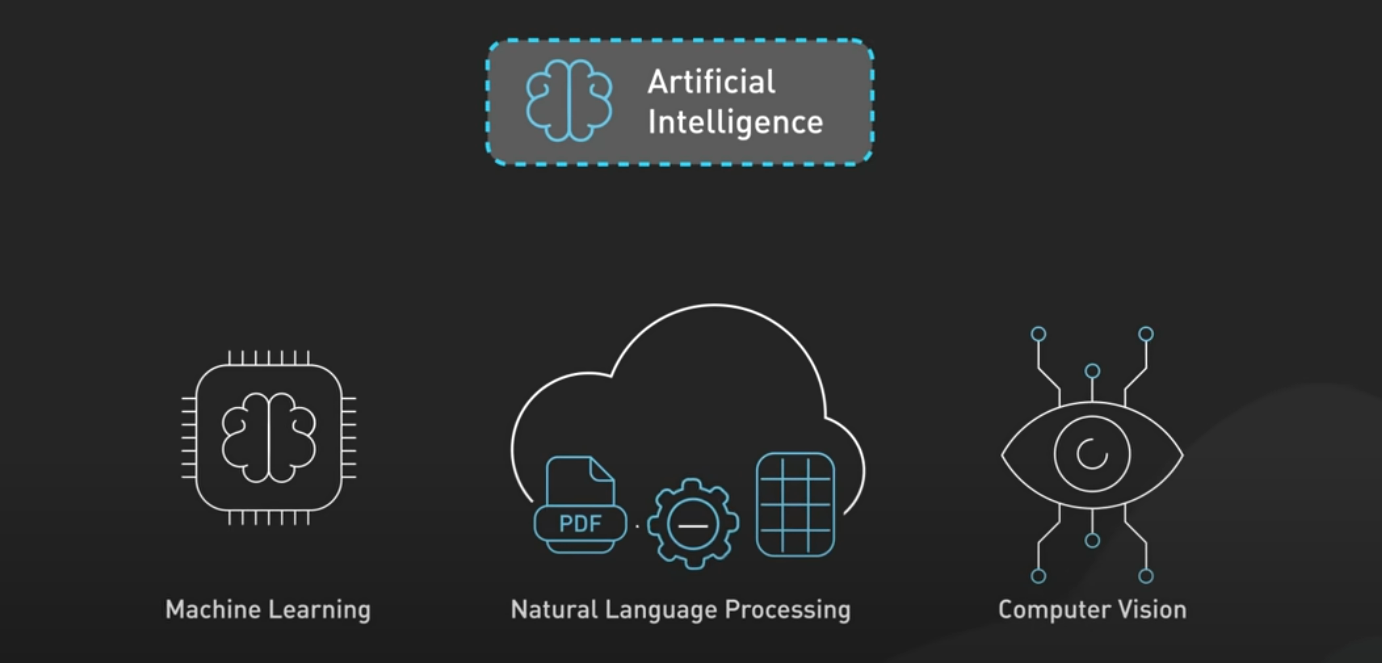 Artificial
Intelligence
PDF
Machine Learning
Natural Language Processing
Computer Vision